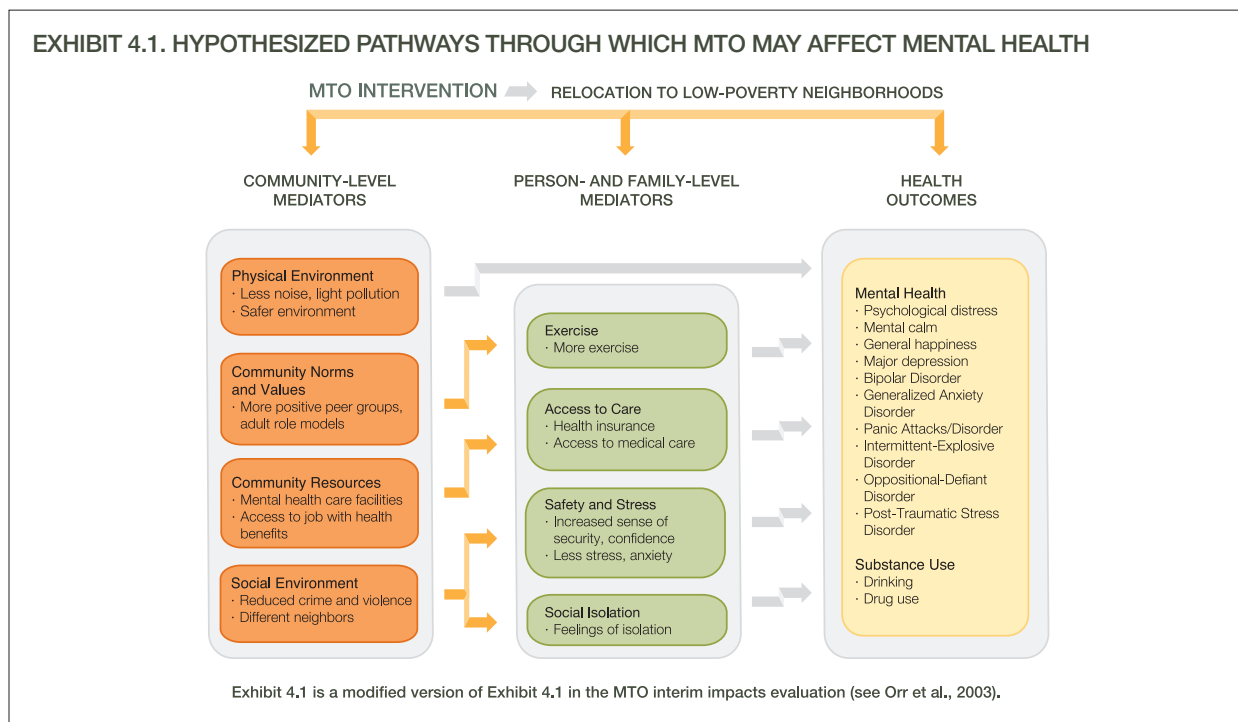 EXHIBIT 4.1. HYPOTHESIZED PATHWAYS THROUGH WHICH MTO MAY AFFECT MENTAL HEALTH
MTO INTERVENTION RELOCATION TO LOW-POVERTY NEIGHBORHOODS
COMMUNITY-LEVEL
MEDIATORS
PERSON- AND FAMILY-LEVEL
MEDIATORS
HEALTH
OUTCOMES
Physical Environment
· Less noise, light pollution
· Safer environment
Community Norms
and Values
· More positive peer groups,
adult role models
Community Resources
· Mental health care facilities
· Access to job with health
benefits
Social Environment
· Reduced crime and violence
· Different neighbors
Exercise
· More exercise
Access to Care
· Health insurance
· Access to medical care
Safety and Stress
· Increased sense of
security, confidence
· Less stress, anxiety
Social Isolation
· Feelings of isolation
Mental Health
· Psychological distress
· Mental calm
· General happiness
· Major depression
· Bipolar Disorder
· Generalized Anxiety
Disorder
· Panic Attacks/Disorder
· Intermittent-Explosive
Disorder
· Oppositional-Defiant
Disorder
· Post-Traumatic Stress
Disorder
Substance Use
· Drinking
· Drug use
Exhibit 4.1 is a modified version of Exhibit 4.1 in the MTO interim impacts evaluation (see Orr et al., 2003).